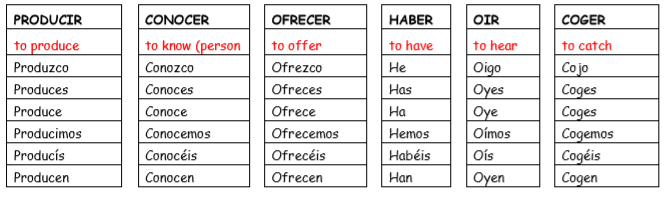 PRODUCIR CONOCER OFRECER HABER OIR COGER
to produce to know (person to offer to have to hear to catch
Produzco Conozco Ofrezco He Oigo Cojo
Produces Conoces Ofreces Has Oyes Coges
Produce Conoce Ofrece Ha Oye Coges
Producimos Conocemos Ofrecemos Hemos Oímos Cogemos
Producís Conocéis Ofrecéis Habéis Oís Cogéis
Producen Conocen Ofrecen Han Oyen Cogen